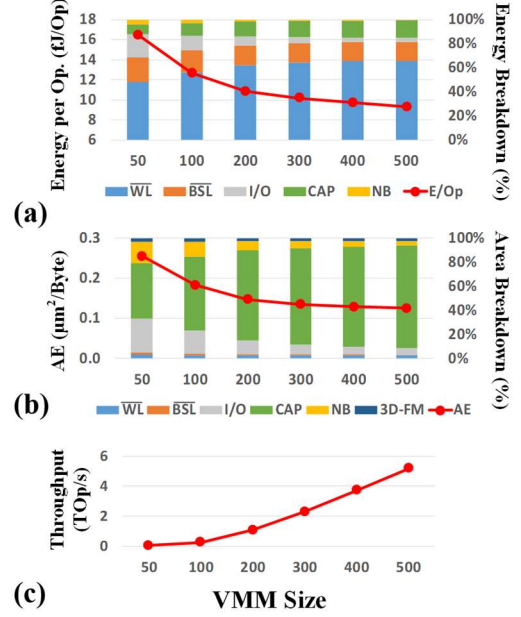 Energy per Op. (fJ/Op)
18
16
14
12
10
8
6
100%
80%
60%
40%
20%
0%
Energy Breakdown (%)
50 100 200 300 400 500
WL BSL I/O CAP NB E/Op
(a)
AE (μm²/Byte)
0.3
0.2
0.1
0.0
100%
80%
60%
40%
20%
0%
Area Breakdown (%)
50 100 200 300 400 500
WL BSL I/O CAP NB 3D-FM AE
(b)
Throughput
(TOp/s)
6
4
2
0
50 100 200 300 400 500
(c)
VMM Size